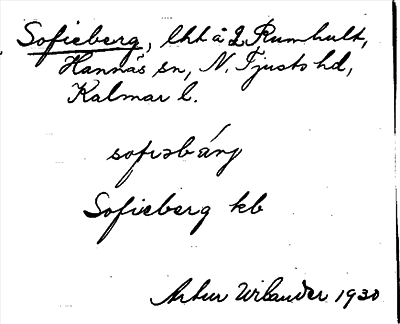 Sofieberg, lht å L. Rumhult,
Hannäs sn, N. Tjusts hd,
Kalmar l.
sofiəbärj
Sofieberg kb
Artur Wilander 1930